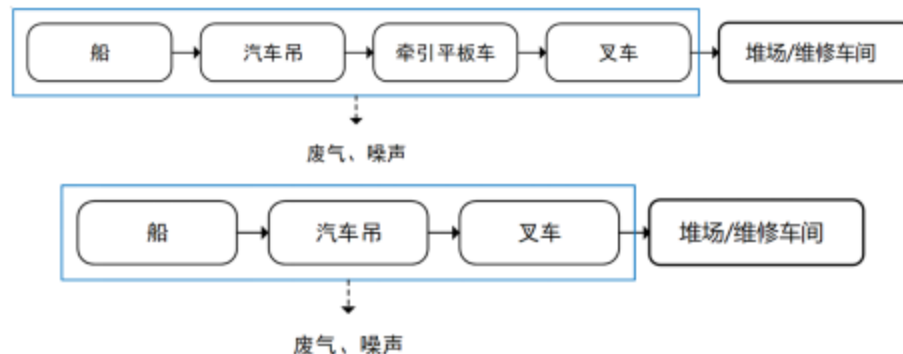 船 汽车吊 牵引平板车 叉车 堆场/维修车间
废气、噪声
船 汽车吊 叉车 堆场/维修车间
废气、噪声